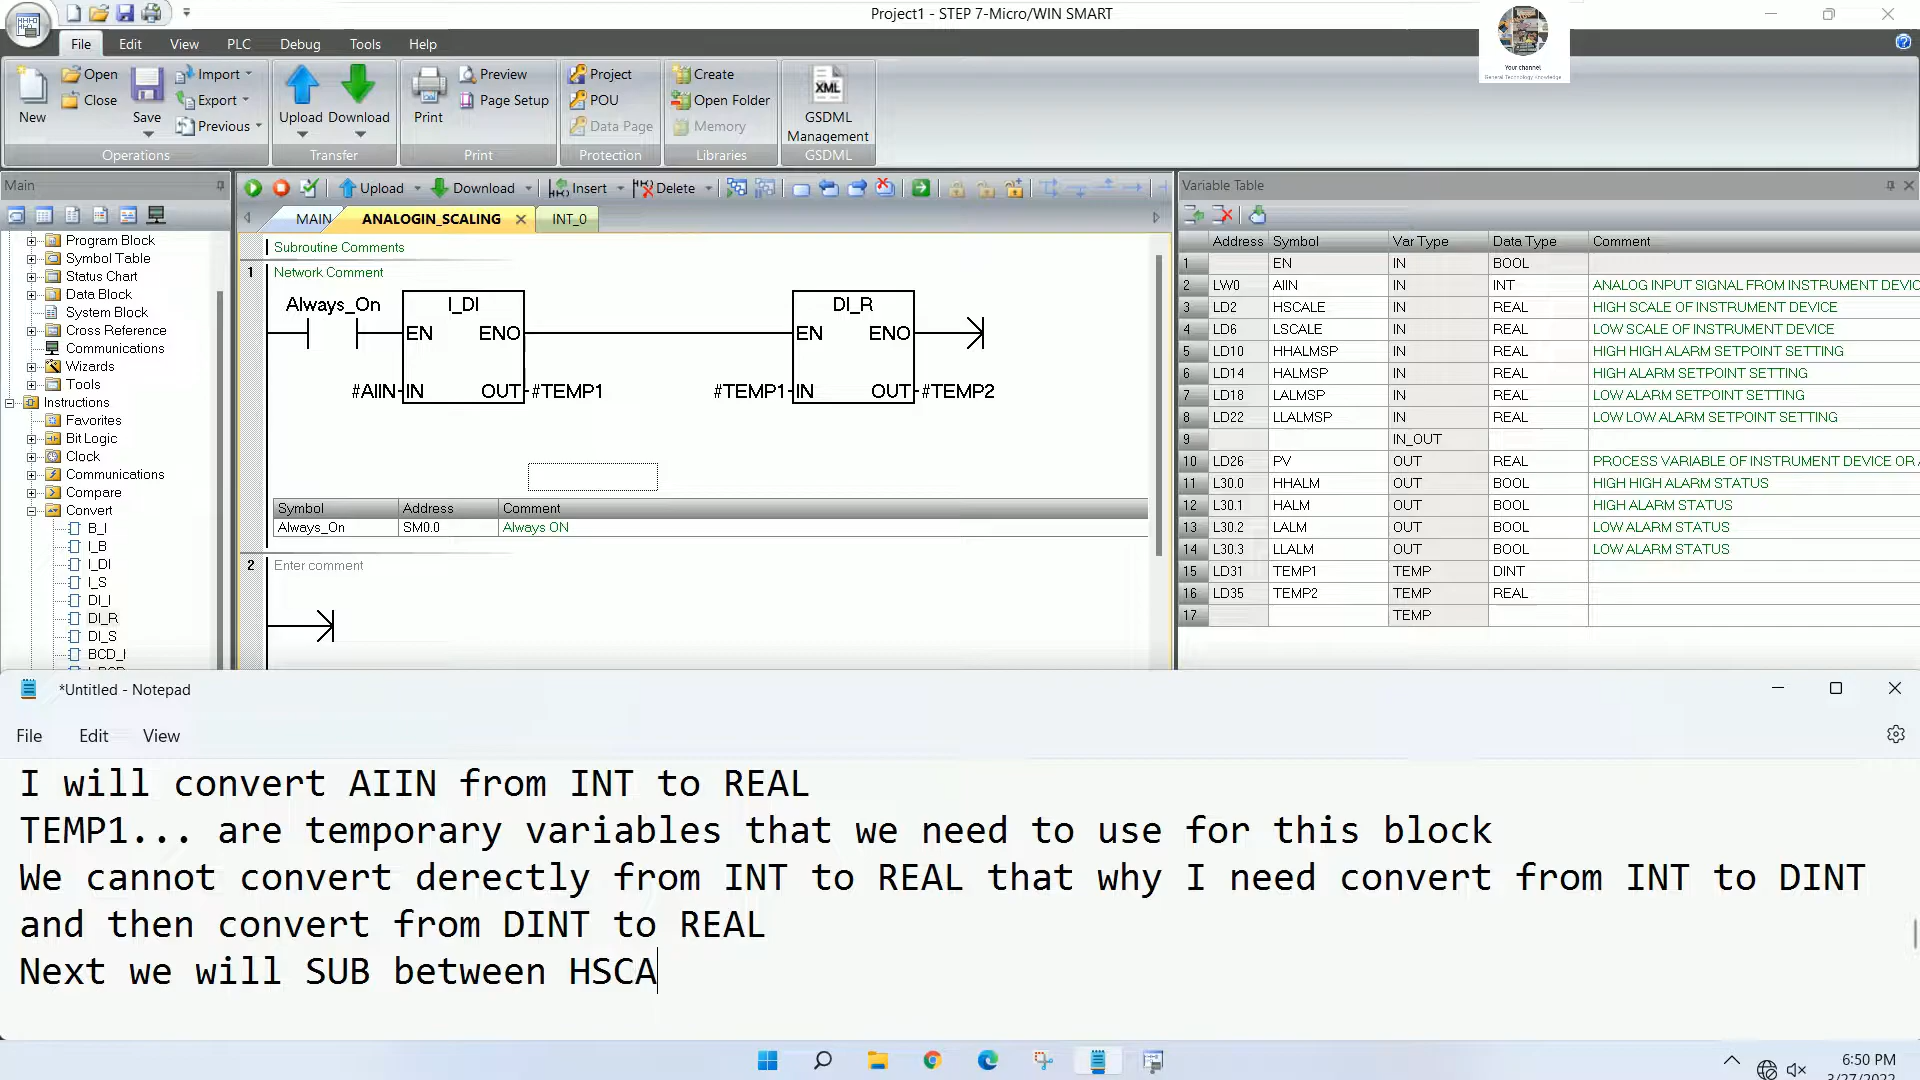 Project1 - STEP 7-Micro/WIN SMART
Your channel
General Technology Knowledge
File Edit View PLC Debug Tools Help
New
Open
Close
Save
Import
Export
Previous
Operations
Upload Download
Transfer
Print
Preview
Page Setup
Print
Project
POU
Data Page
Protection
Create
Open Folder
Memory
Libraries
XML
GSDML
Management
GSDML
Main
Program Block
Symbol Table
Status Chart
Data Block
System Block
Cross Reference
Communications
Wizards
Tools
Instructions
Favorites
Bit Logic
Clock
Communications
Compare
Convert
B_I
I_B
I_DI
I_S
DI_I
DI_R
DI_S
BCD_I
Upload Download Insert Delete
MAIN ANALOGIN_SCALING INT_0
Subroutine Comments
1 Network Comment
Always_On I_DI DI_R
EN ENO EN ENO
#AIIN IN OUT #TEMP1 #TEMP1 IN OUT #TEMP2
Symbol Address Comment
Always_On SM0.0 Always ON
2 Enter comment
Variable Table
Address Symbol Var Type Data Type Comment
1 EN IN BOOL
2 LW0 AIIN IN INT ANALOG INPUT SIGNAL FROM INSTRUMENT DEVIC
3 LD2 HSCALE IN REAL HIGH SCALE OF INSTRUMENT DEVICE
4 LD6 LSCALE IN REAL LOW SCALE OF INSTRUMENT DEVICE
5 LD10 HHALMSP IN REAL HIGH HIGH ALARM SETPOINT SETTING
6 LD14 HALMSP IN REAL HIGH ALARM SETPOINT SETTING
7 LD18 LALMSP IN REAL LOW ALARM SETPOINT SETTING
8 LD22 LLALMSP IN REAL LOW LOW ALARM SETPOINT SETTING
9 IN_OUT
10 LD26 PV OUT REAL PROCESS VARIABLE OF INSTRUMENT DEVICE OR
11 L30.0 HHALM OUT BOOL HIGH HIGH ALARM STATUS
12 L30.1 HALM OUT BOOL HIGH ALARM STATUS
13 L30.2 LALM OUT BOOL LOW ALARM STATUS
14 L30.3 LLALM OUT BOOL LOW ALARM STATUS
15 LD31 TEMP1 TEMP DINT
16 LD35 TEMP2 TEMP REAL
17 TEMP
*Untitled - Notepad
File Edit View
I will convert AIIN from INT to REAL
TEMP1... are temporary variables that we need to use for this block
We cannot convert derectly from INT to REAL that why I need convert from INT to DINT
and then convert from DINT to REAL
Next we will SUB between HSCA
6:50 PM
3/27/2022